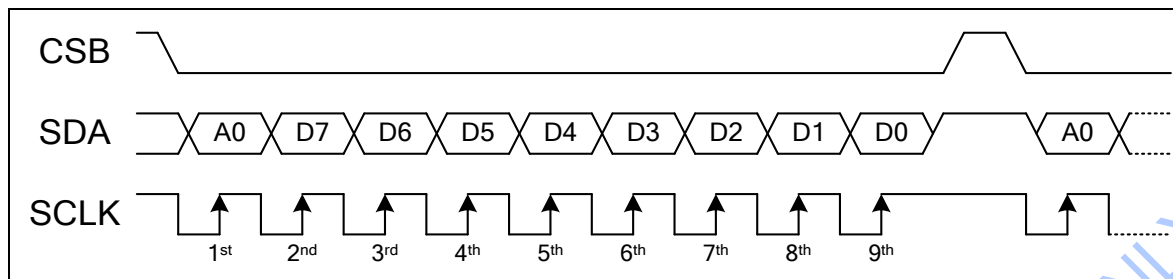 CSB
SDA A0 D7 D6 D5 D4 D3 D2 D1 D0 A0
SCLK
1st 2nd 3rd 4th 5th 6th 7th 8th 9th